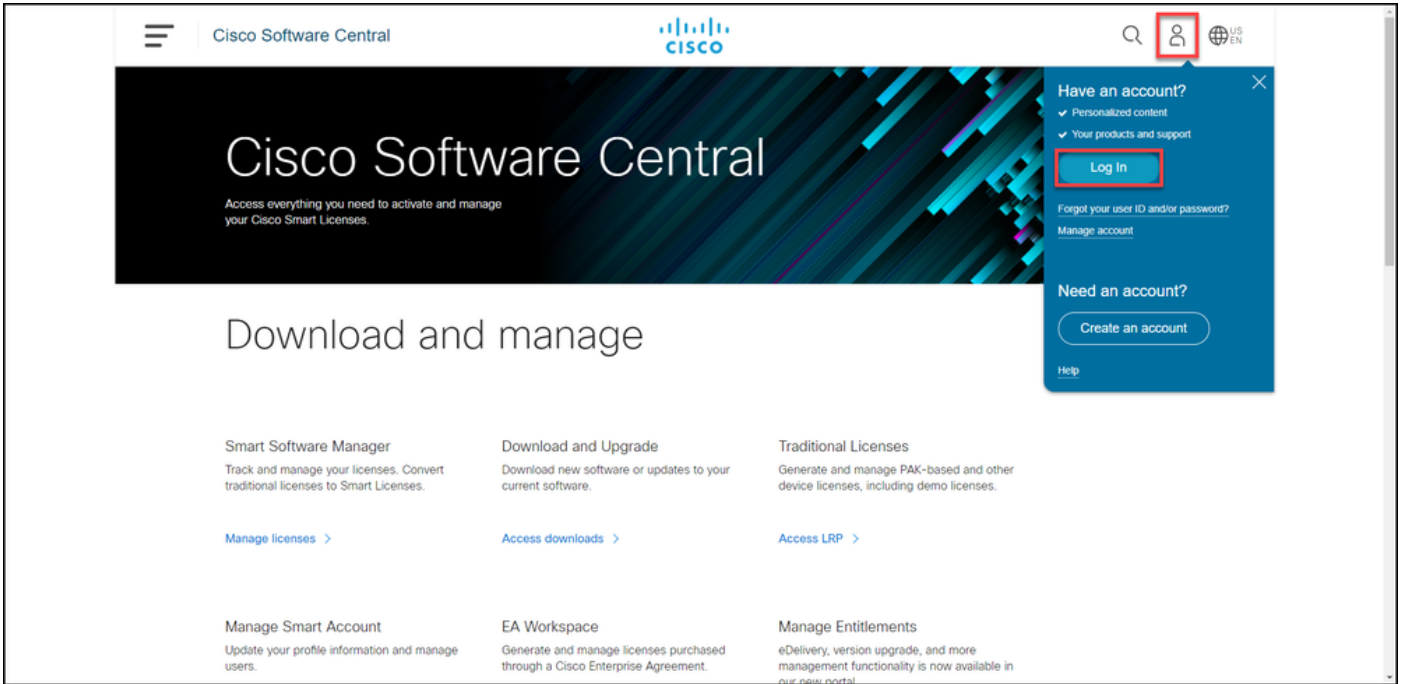 Cisco Software Central
CISCO
US
EN
Cisco Software Central
Access everything you need to activate and manage
your Cisco Smart Licenses.
Have an account?
Personalized content
Your products and support
Log In
Forgot your user ID and/or password?
Manage account
Need an account?
Create an account
Help
Download and manage
Smart Software Manager
Track and manage your licenses. Convert
traditional licenses to Smart Licenses.
Manage licenses
Download and Upgrade
Download new software or updates to your
current software.
Access downloads
Traditional Licenses
Generate and manage PAK-based and other
device licenses, including demo licenses.
Access LRP
Manage Smart Account
Update your profile information and manage
users.
EA Workspace
Generate and manage licenses purchased
through a Cisco Enterprise Agreement.
Manage Entitlements
eDelivery, version upgrade, and more
management functionality is now available in
our new portal